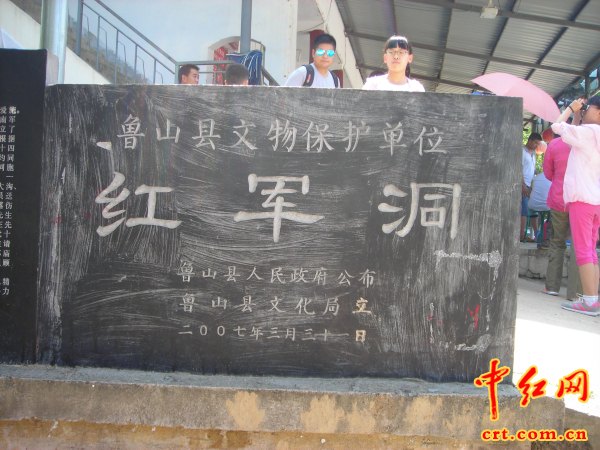 鲁山县文物保护单位
红军洞
鲁山县人民政府公布
鲁山县文化局立
二〇〇七年三月三十一日
中红网
crt.com.cn